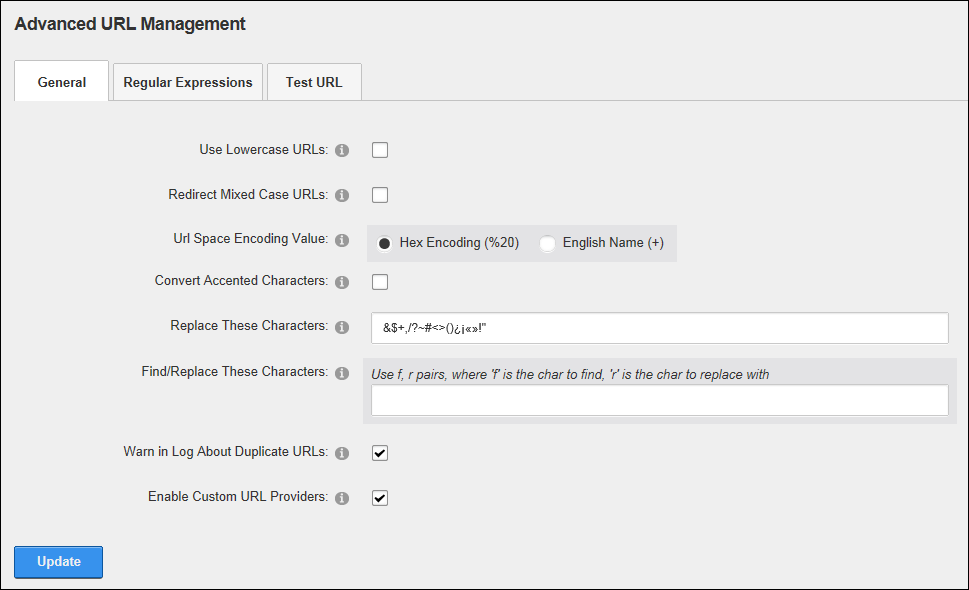 Advanced URL Management
General Regular Expressions Test URL
Use Lowercase URLs:
Redirect Mixed Case URLs:
Url Space Encoding Value: Hex Encoding (%20) English Name (+)
Convert Accented Characters:
Replace These Characters: &$+,/?~#<>()¿¡«»!"
Find/Replace These Characters: Use f, r pairs, where 'f' is the char to find, 'r' is the char to replace with
Warn in Log About Duplicate URLs:
Enable Custom URL Providers:
Update